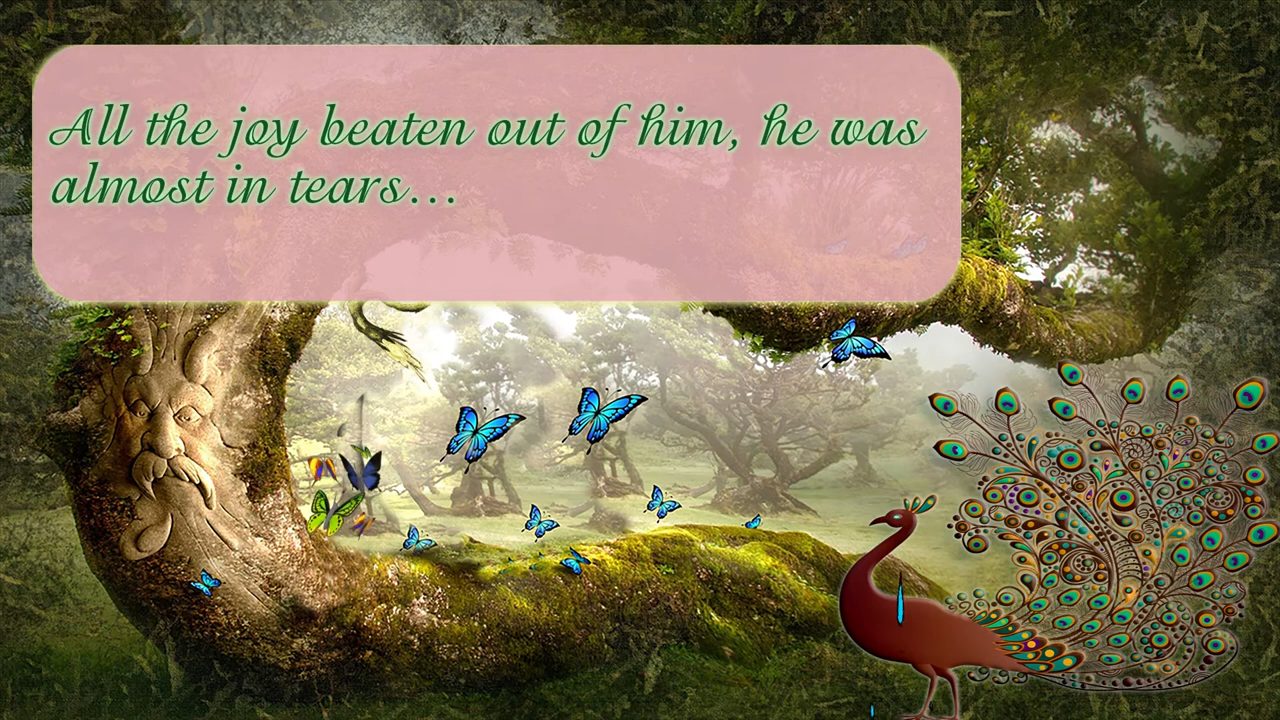 All the joy beaten out of him, he was
almost in tears...